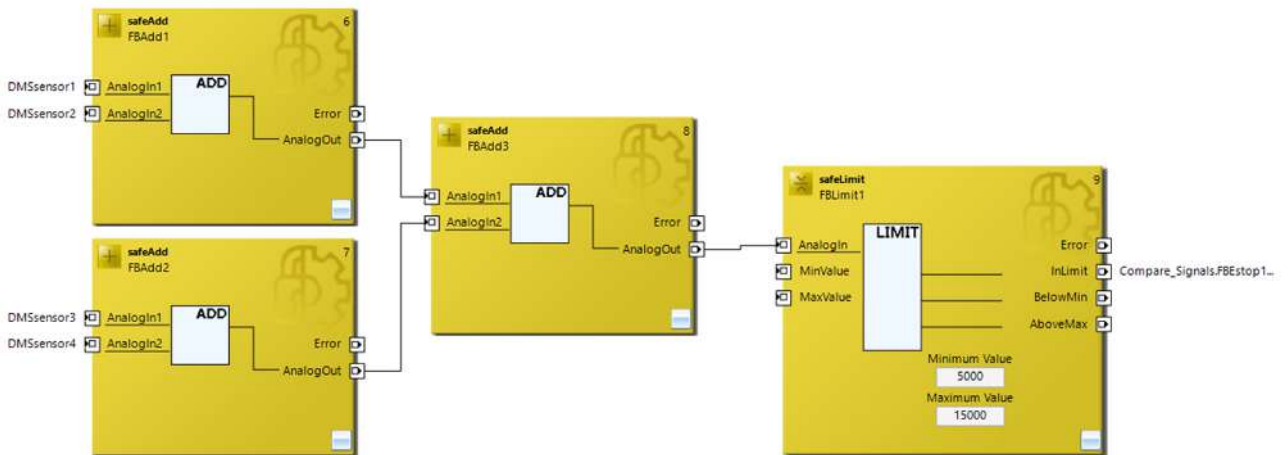 safeAdd 6
FBAdd1
DMSsensor1 AnalogIn1 ADD
DMSsensor2 AnalogIn2 Error
AnalogOut
safeAdd 7
FBAdd2
DMSsensor3 AnalogIn1 ADD
DMSsensor4 AnalogIn2 Error
AnalogOut
safeAdd 8
FBAdd3
AnalogIn1 ADD
AnalogIn2 Error
AnalogOut
safeLimit 9
FBLimit1
LIMIT
AnalogIn Error
MinValue InLimit Compare_Signals.FBEstop1...
MaxValue BelowMin
AboveMax
Minimum Value
5000
Maximum Value
15000